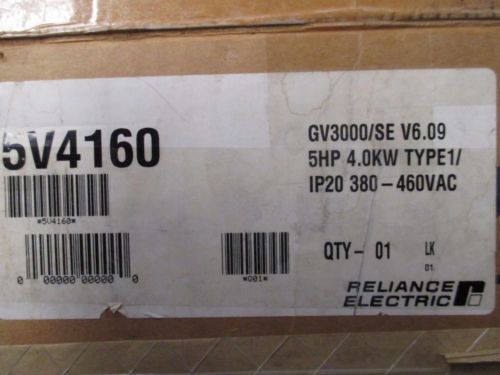 5V4160
GV3000/SE V6.09
5HP 4.0KW TYPE1/
IP20 380-460VAC
*5V4160*
QTY- 01 LK
01.
0 00000 00000 0
*Q01*
RELIANCE
ELECTRIC